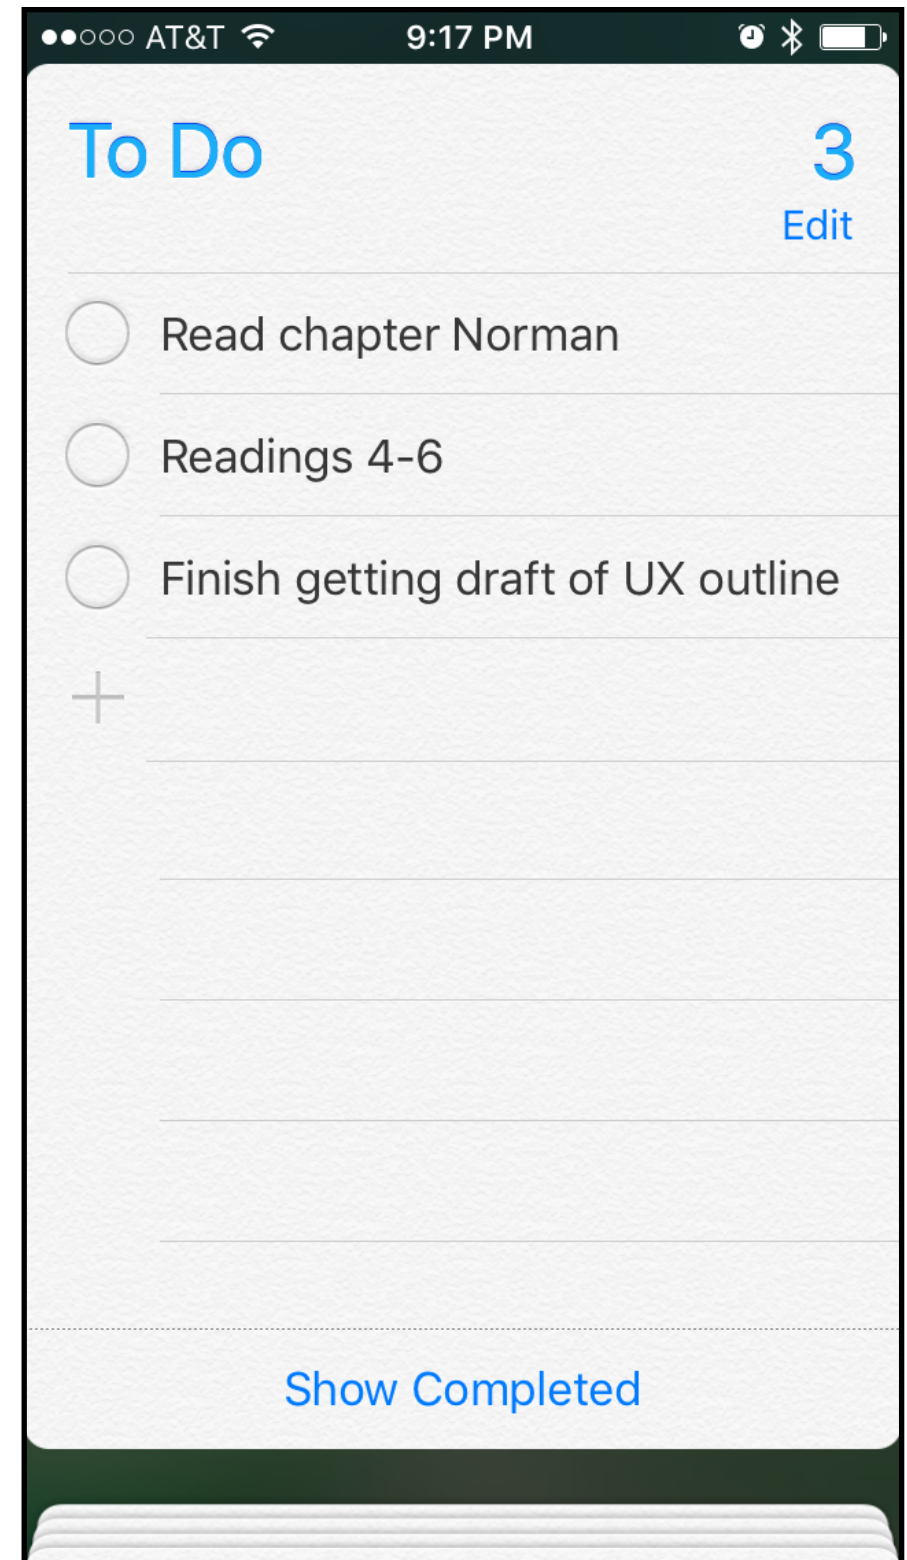 AT&T 9:17 PM
To Do 3
Edit
Read chapter Norman
Readings 4-6
Finish getting draft of UX outline
Show Completed